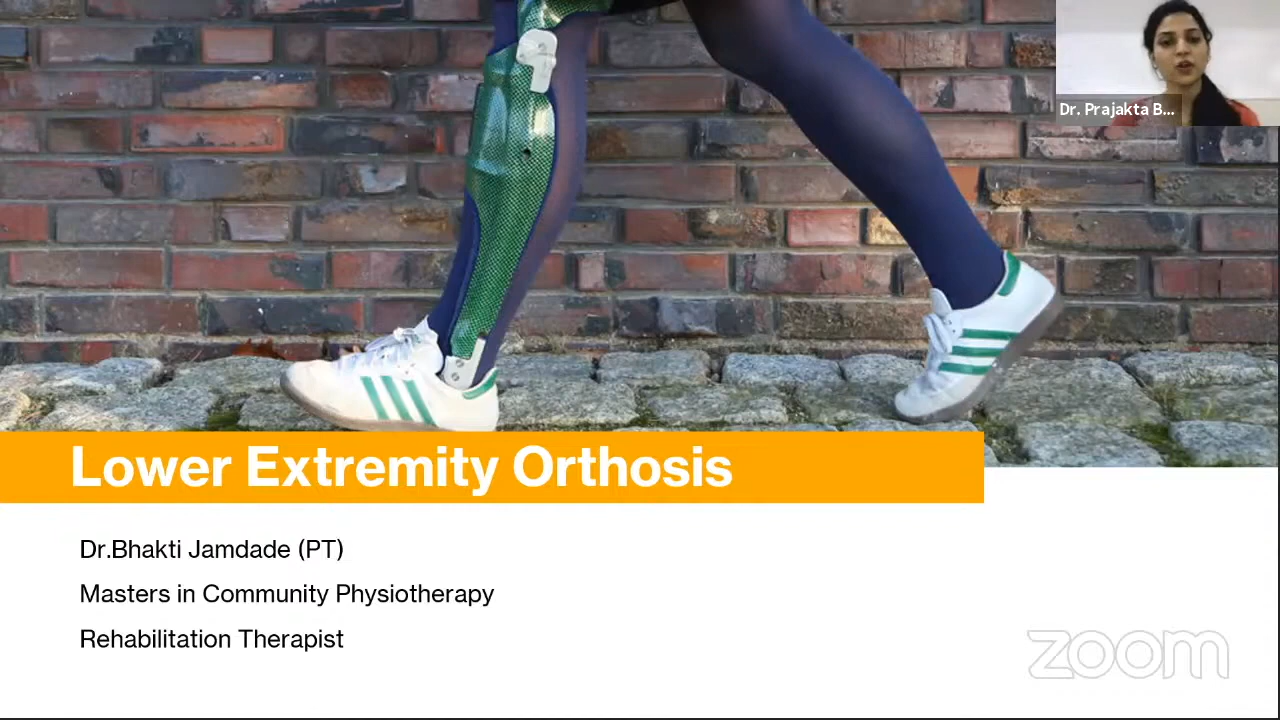 Dr. Prajakta B...
Lower Extremity Orthosis
Dr.Bhakti Jamdade (PT)
Masters in Community Physiotherapy
Rehabilitation Therapist
zoom